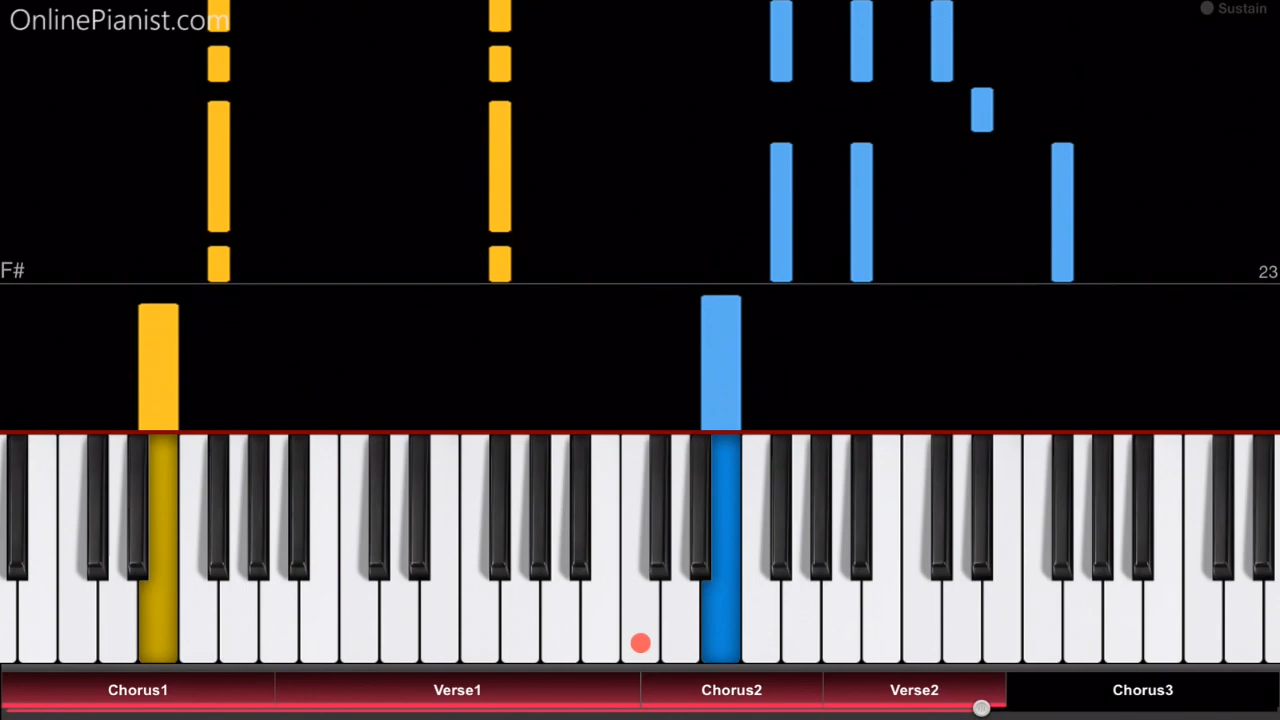 OnlinePianist.com
Sustain
F#
23
Chorus1
Verse1
Chorus2
Verse2
Chorus3